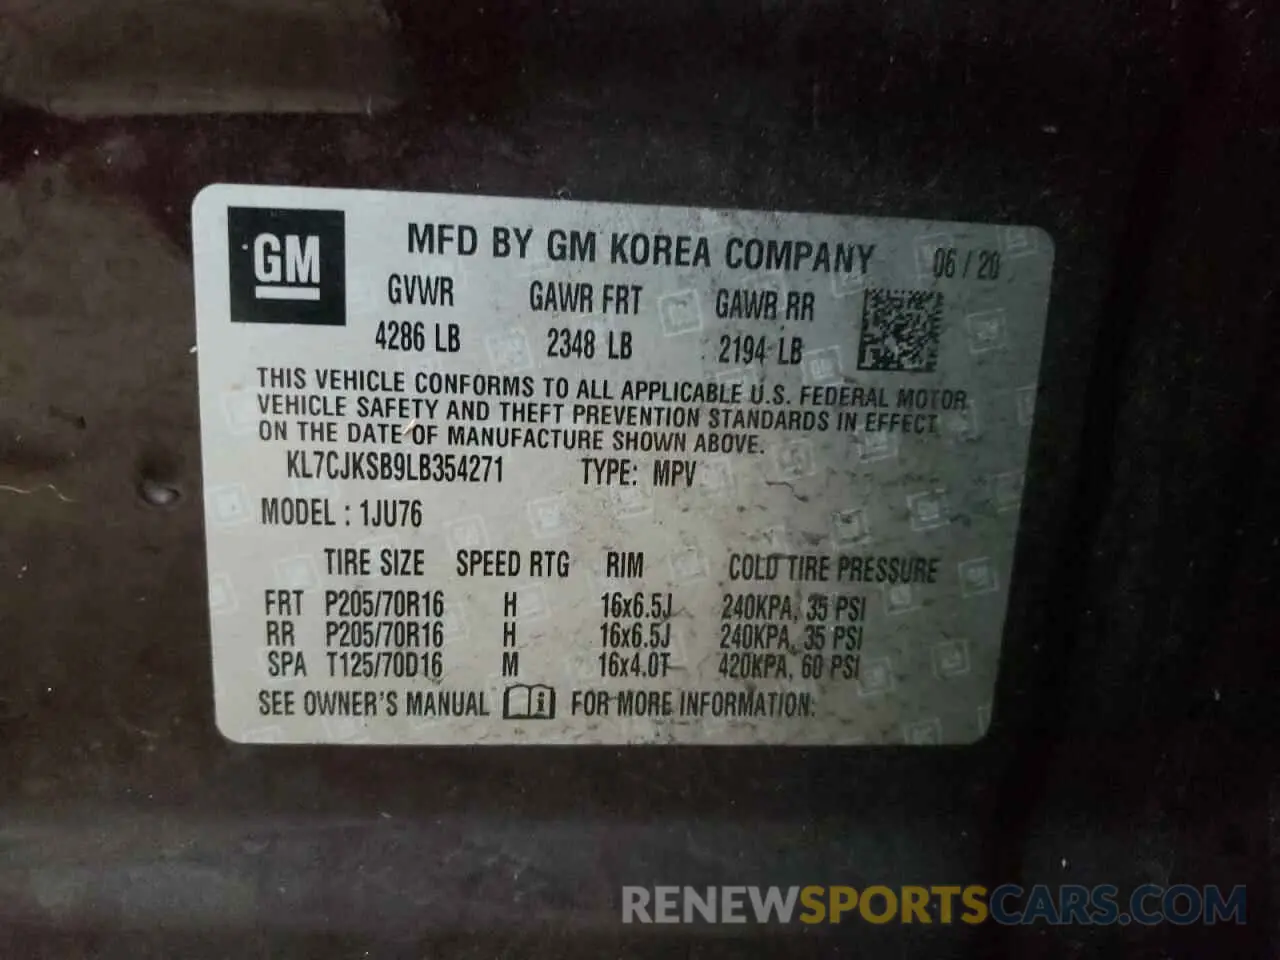 GM
MFD BY GM KOREA COMPANY 06/20
GVWR GAWR FRT GAWR RR
4286 LB 2348 LB 2194 LB
THIS VEHICLE CONFORMS TO ALL APPLICABLE U.S. FEDERAL MOTOR
VEHICLE SAFETY AND THEFT PREVENTION STANDARDS IN EFFECT
ON THE DATE OF MANUFACTURE SHOWN ABOVE.
KL7CJKSB9LB354271 TYPE: MPV
MODEL : 1JU76
TIRE SIZE SPEED RTG RIM COLD TIRE PRESSURE
FRT P205/70R16 H 16x6.5J 240KPA, 35 PSI
RR P205/70R16 H 16x6.5J 240KPA, 35 PSI
SPA T125/70D16 M 16x4.0T 420KPA, 60 PSI
SEE OWNER'S MANUAL i FOR MORE INFORMATION.
RENEWSPORTSCARS.COM